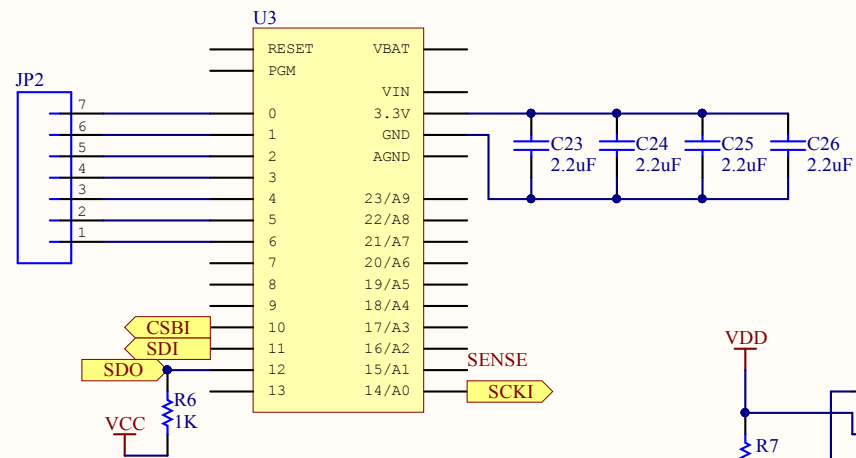 U3
RESET VBAT
PGM
JP2
VIN
7 0 3.3V
6 1 GND C23 C24 C25 C26
5 2 AGND 2.2uF 2.2uF 2.2uF 2.2uF
4 3
3 4 23/A9
2 5 22/A8
1 6 21/A7
7 20/A6
8 19/A5
9 18/A4
CSBI 10 17/A3
SDI 11 16/A2
VDD
SENSE
SDO 12 15/A1
13 14/A0 SCKI
R6
1K
VCC
R7